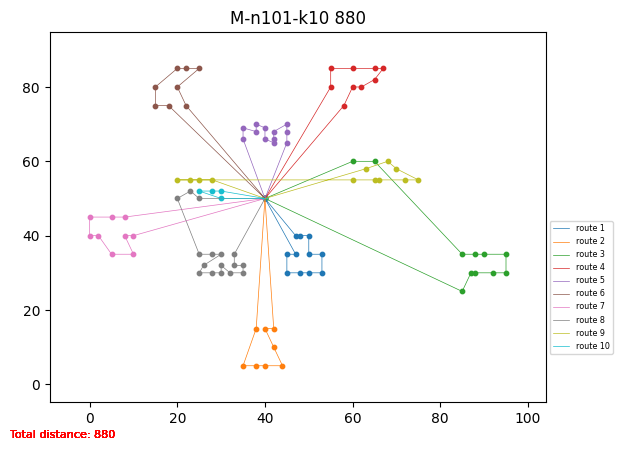 M-n101-k10 880
80
60
40
20
0
0 20 40 60 80 100
route 1
route 2
route 3
route 4
route 5
route 6
route 7
route 8
route 9
route 10
Total distance: 880